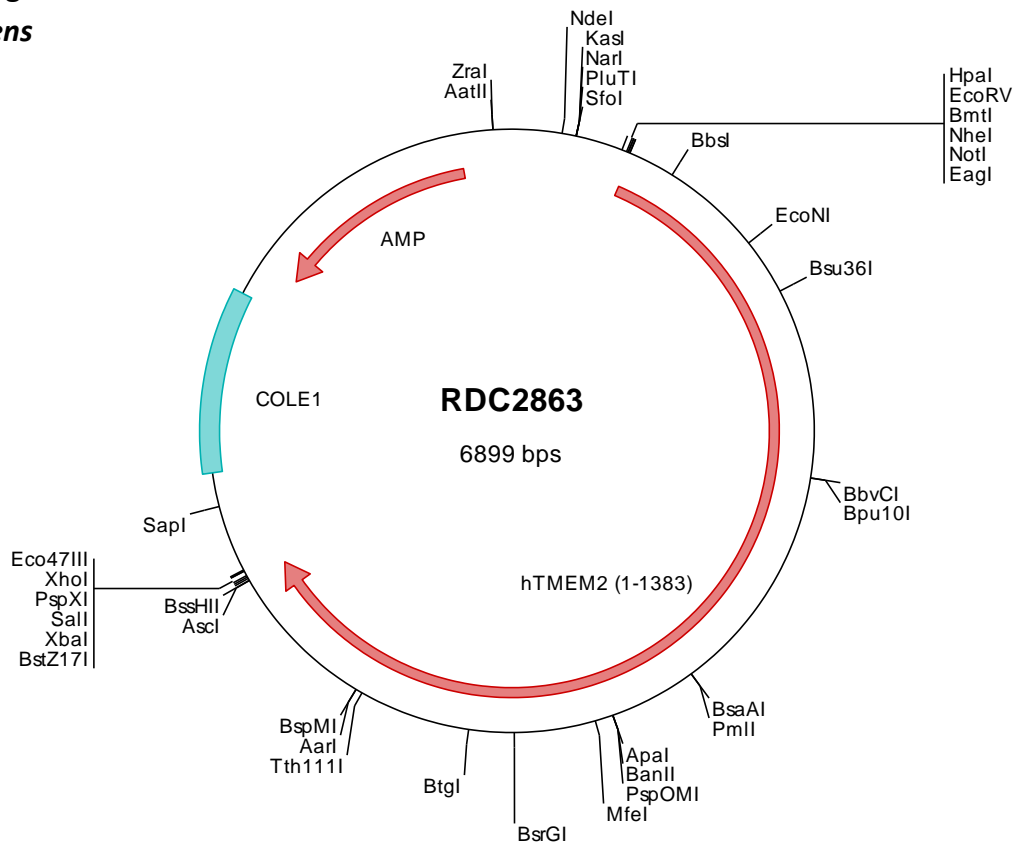 ens
NdeI
KasI
NarI
PluTI
SfoI
ZraI
AatII
HpaI
EcoRV
BmtI
NheI
NotI
EagI
BbsI
EcoNI
Bsu36I
AMP
COLE1
RDC2863
6899 bps
BbvCI
Bpu10I
SapI
hTMEM2 (1-1383)
Eco47III
XhoI
PspXI
SalI
XbaI
BstZ17I
BssHII
AscI
BsaAI
PmlI
BspMI
AarI
Tth111I
BtgI
BsrGI
ApaI
BanII
PspOMI
MfeI